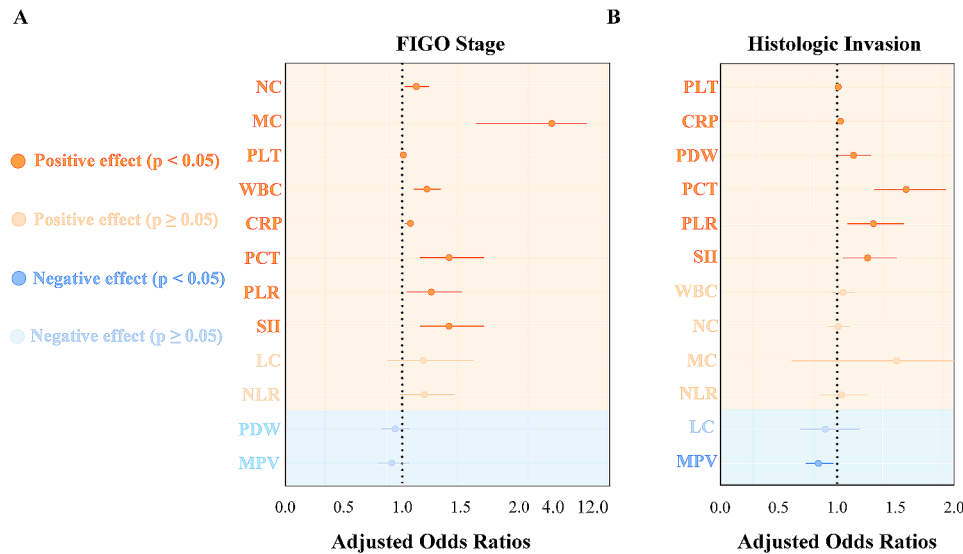 A
B
FIGO Stage
Histologic Invasion
Positive effect (p < 0.05)
Positive effect (p ≥ 0.05)
Negative effect (p < 0.05)
Negative effect (p ≥ 0.05)
NC
MC
PLT
WBC
CRP
PCT
PLR
SII
LC
NLR
PDW
MPV
0.0 1.0 1.5 2.0 4.0 12.0
Adjusted Odds Ratios
PLT
CRP
PDW
PCT
PLR
SII
WBC
NC
MC
NLR
LC
MPV
0.0 0.5 1.0 1.5 2.0
Adjusted Odds Ratios